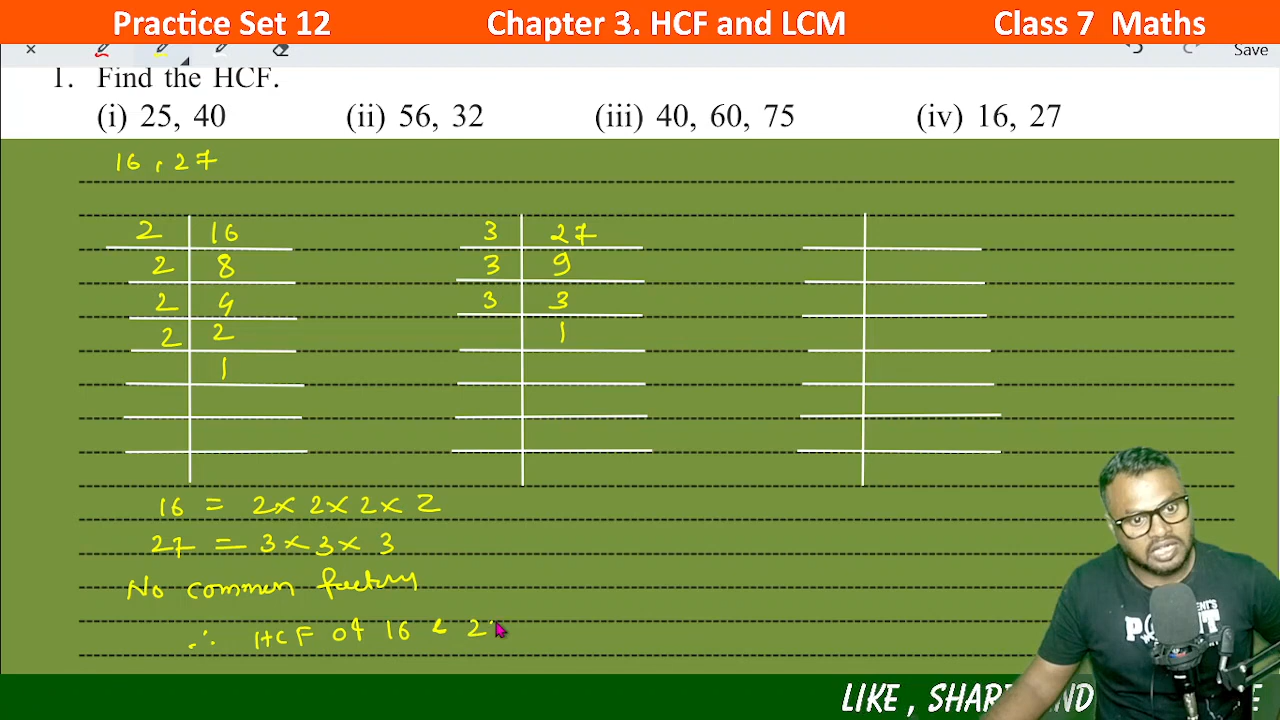 Practice Set 12 Chapter 3. HCF and LCM Class 7 Maths
Save
1. Find the HCF.
(i) 25, 40 (ii) 56, 32 (iii) 40, 60, 75 (iv) 16, 27
16 , 27
2 16 3 27
2 8 3 9
2 4 3 3
2 2 1
1
16 = 2 × 2 × 2 × 2
27 = 3 × 3 × 3
No common factors
∴ HCF of 16 & 2
LIKE , SHAR ND E